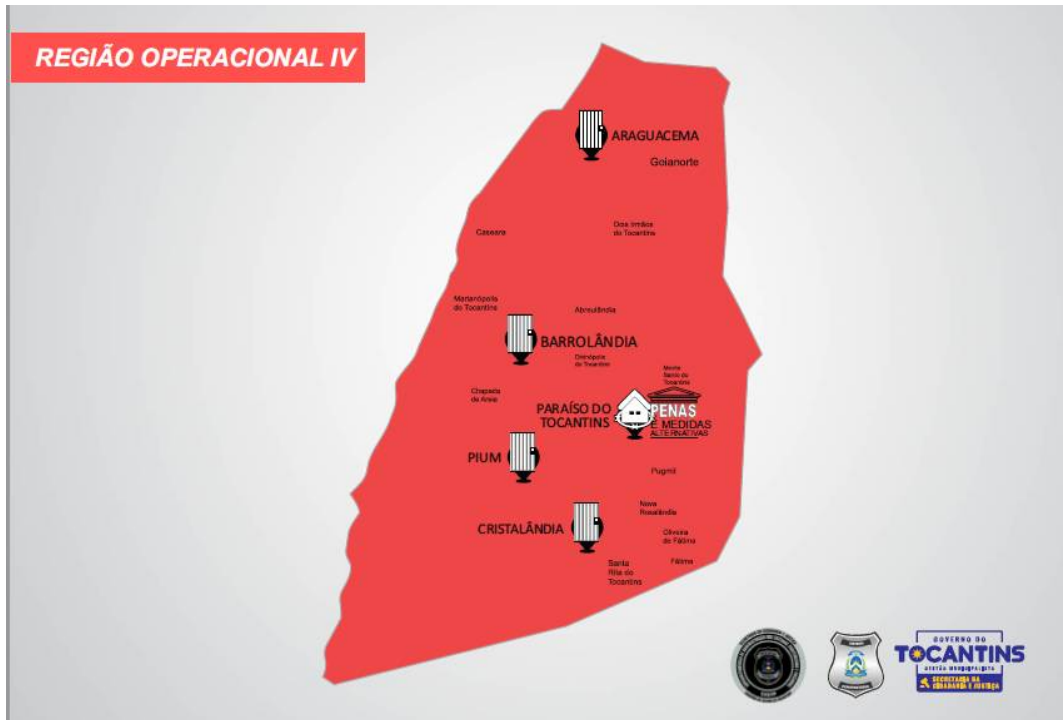 REGIÃO OPERACIONAL IV
ARAGUACEMA
Goianorte
Caseara
Dois Irmãos
do Tocantins
Marianópolis
do Tocantins
Abreulândia
BARROLÂNDIA
Divinópolis
do Tocantins
Monte
Santo do
Tocantins
Chapada
de Areia
PARAÍSO DO
TOCANTINS
PENAS
E MEDIDAS
ALTERNATIVAS
PIUM
Pugmil
Nova
Rosalândia
CRISTALÂNDIA
Oliveira
de Fátima
Fátima
Santa
Rita do
Tocantins
GOVERNO DO
TOCANTINS
GESTÃO MUNICIPALISTA
SECRETARIA DA
CIDADANIA E JUSTIÇA